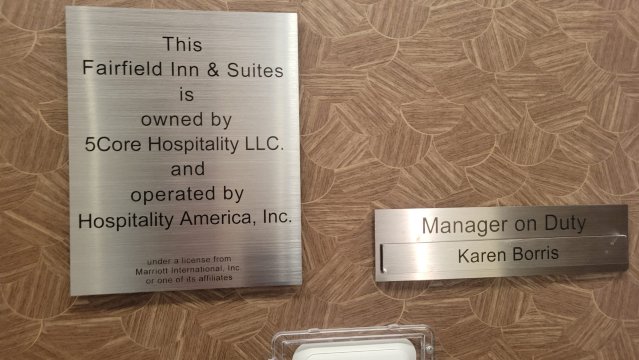 This
Fairfield Inn & Suites
is
owned by
5Core Hospitality LLC.
and
operated by
Hospitality America, Inc.
under a license from
Marriott International, Inc.
or one of its affiliates
Manager on Duty
Karen Borris